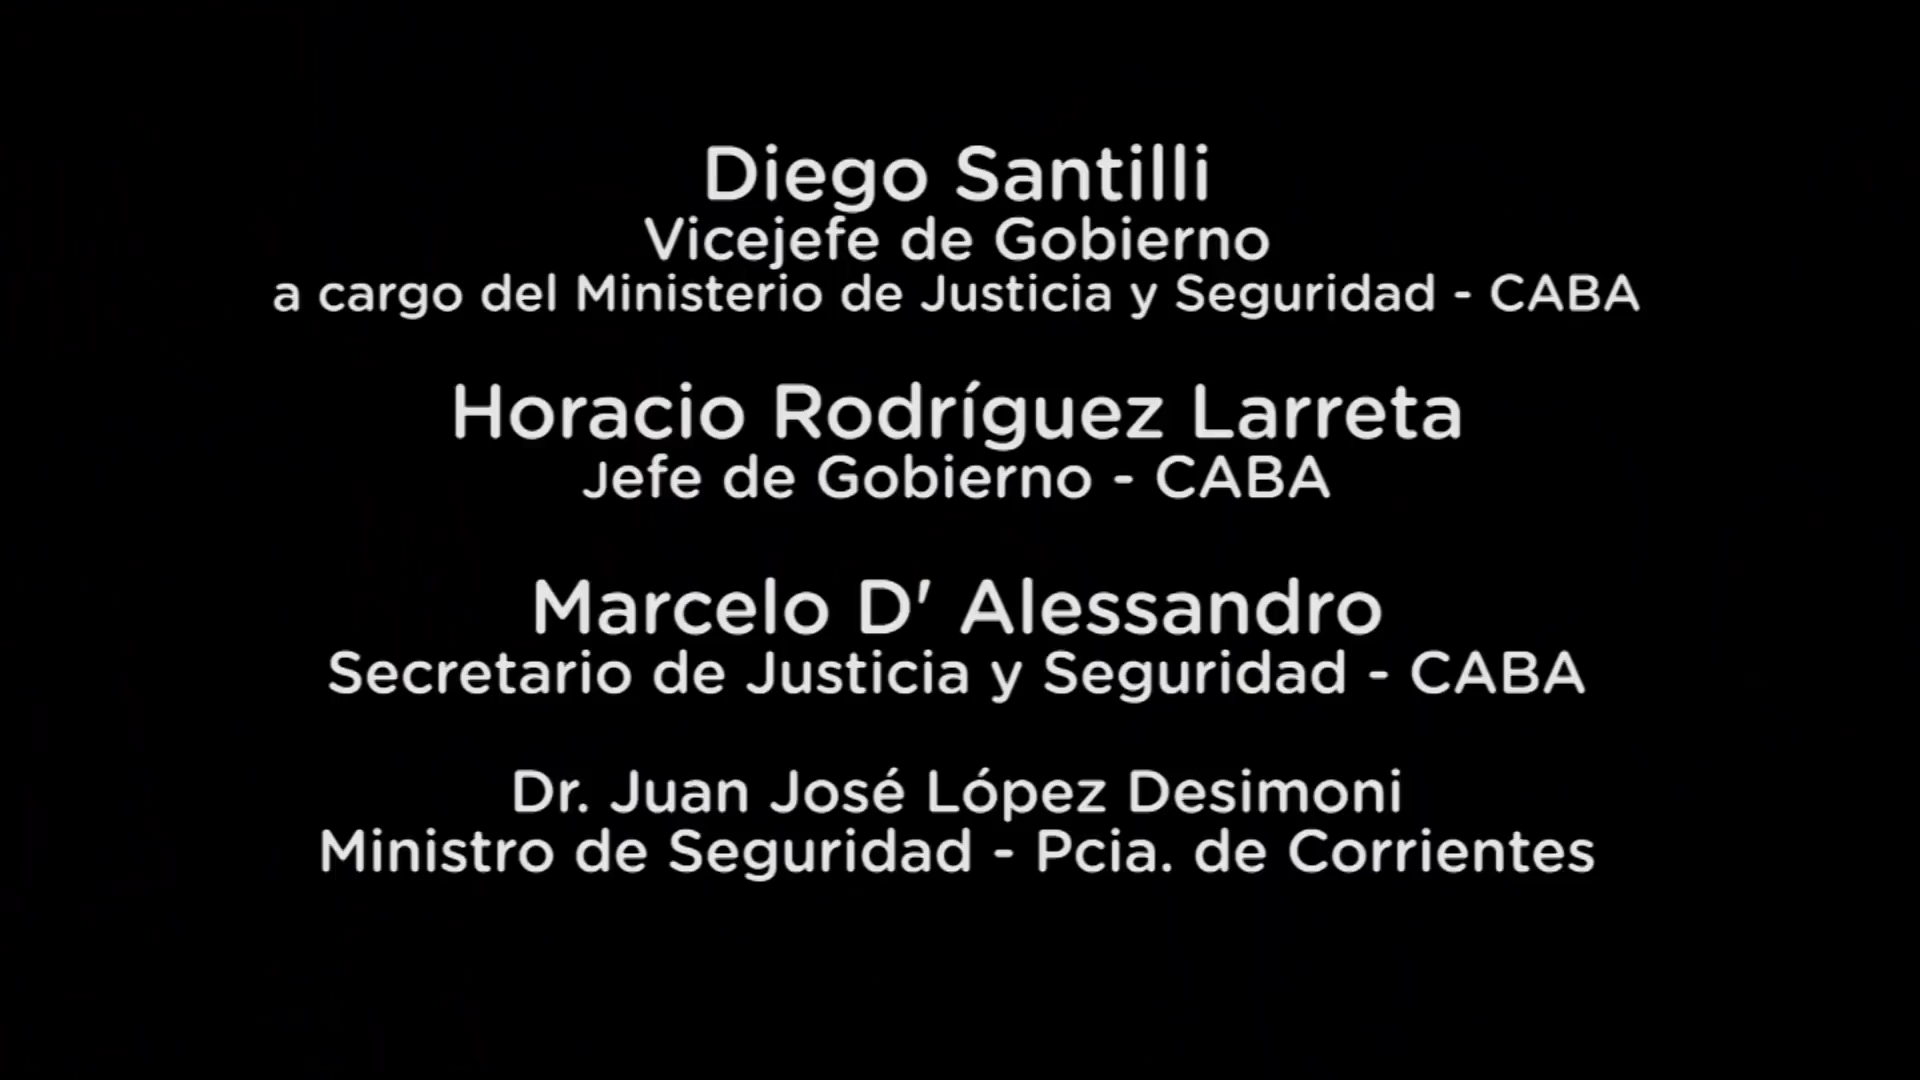 Diego Santilli
Vicejefe de Gobierno
a cargo del Ministerio de Justicia y Seguridad - CABA
Horacio Rodríguez Larreta
Jefe de Gobierno - CABA
Marcelo D' Alessandro
Secretario de Justicia y Seguridad - CABA
Dr. Juan José López Desimoni
Ministro de Seguridad - Pcia. de Corrientes